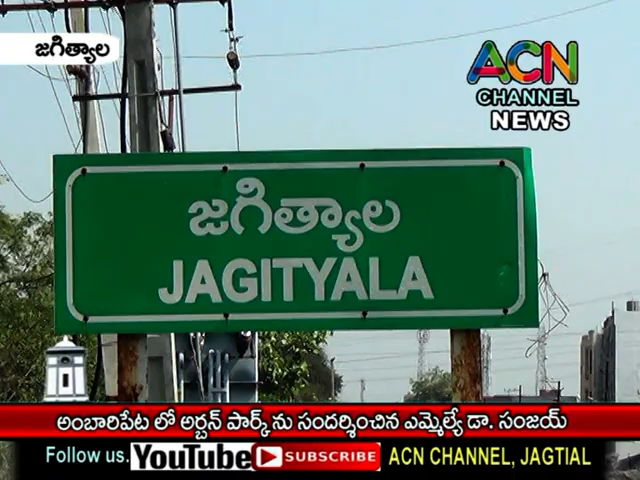 జగిత్యాల
ACN
CHANNEL
NEWS
జగిత్యాల
JAGITYALA
అంబారిపేట లో అర్బన్ పార్క్ ను సందర్శించిన ఎమ్మెల్యే డా. సంజయ్
Follow us. YouTube SUBSCRIBE ACN CHANNEL, JAGTIAL